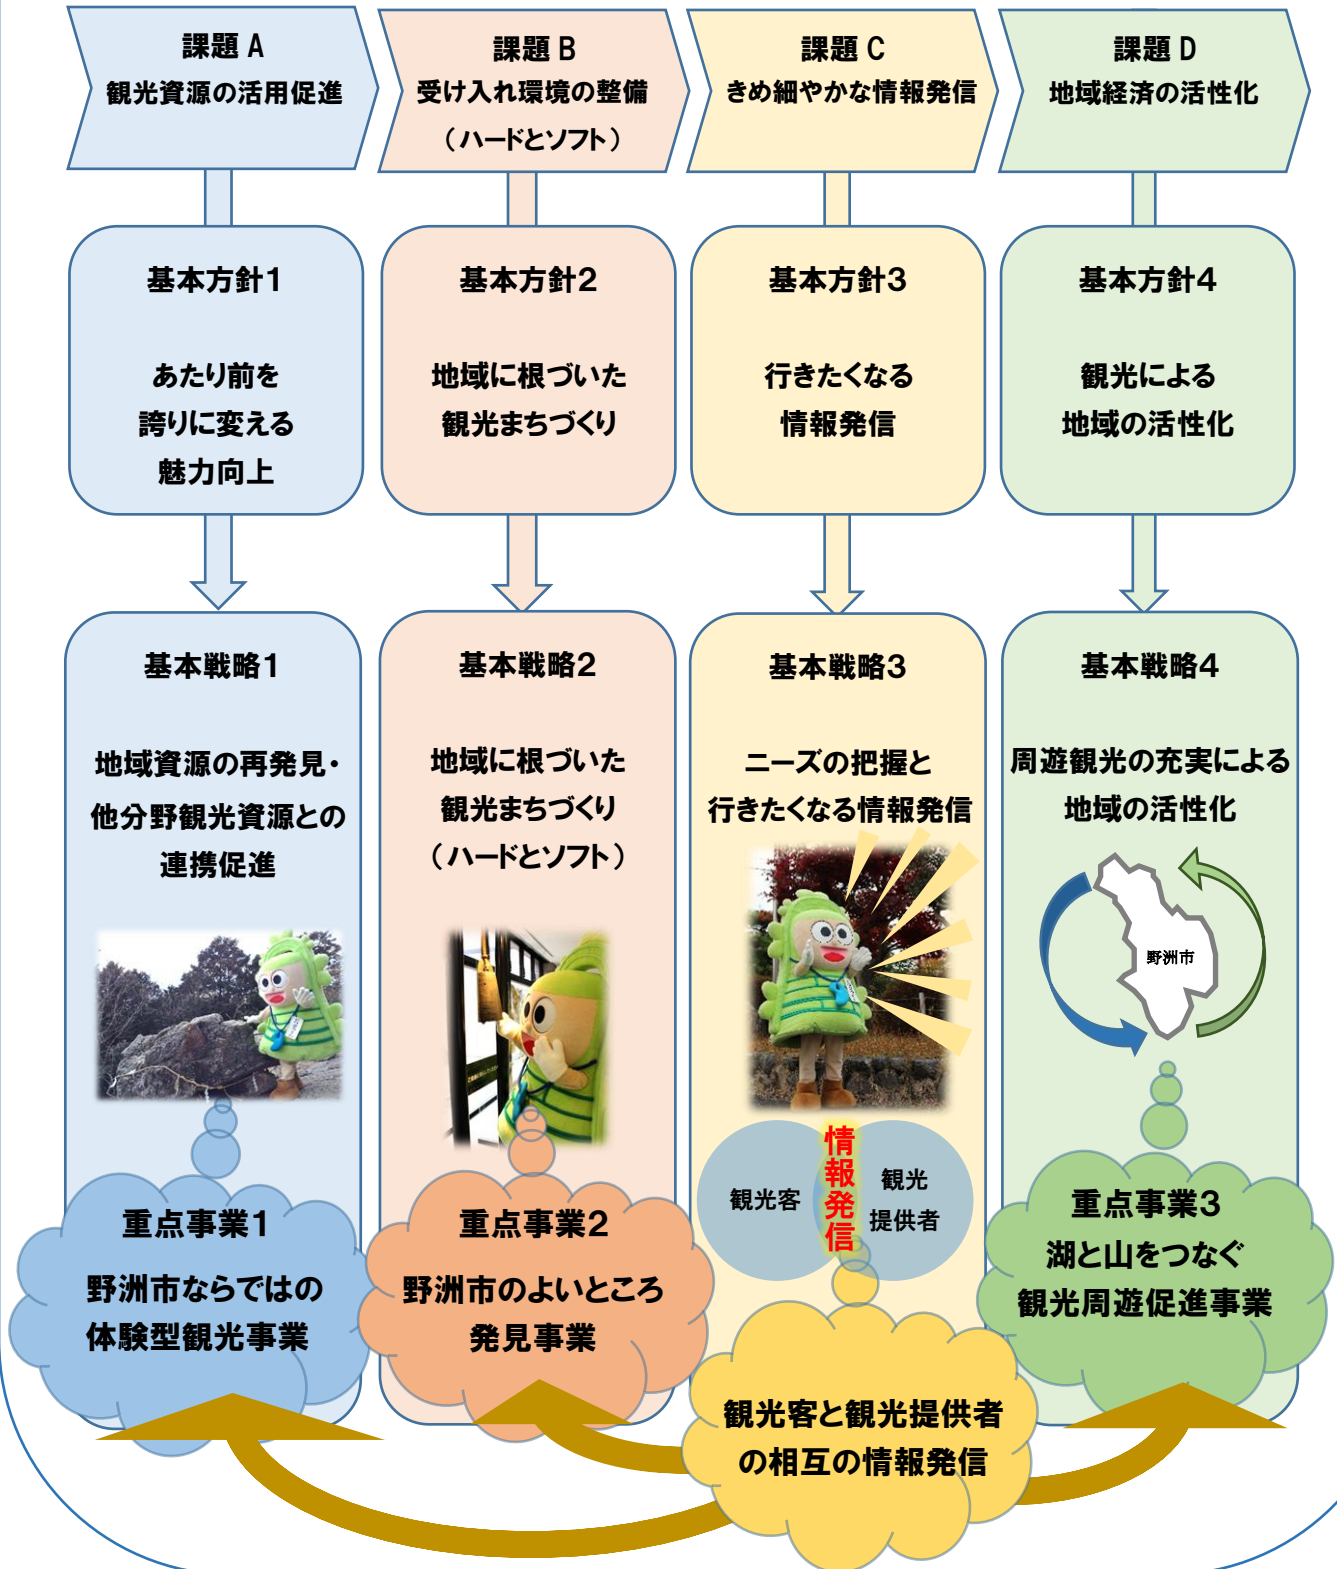 課題 A
観光資源の活用促進
課題 B
受け入れ環境の整備
（ハードとソフト）
課題 C
きめ細やかな情報発信
課題 D
地域経済の活性化
基本方針1
あたり前を
誇りに変える
魅力向上
基本方針2
地域に根づいた
観光まちづくり
基本方針3
行きたくなる
情報発信
基本方針4
観光による
地域の活性化
基本戦略1
地域資源の再発見・
他分野観光資源との
連携促進
基本戦略2
地域に根づいた
観光まちづくり
（ハードとソフト）
基本戦略3
ニーズの把握と
行きたくなる情報発信
基本戦略4
周遊観光の充実による
地域の活性化
野洲市
観光客
情報発信
観光
提供者
重点事業1
野洲市ならではの
体験型観光事業
重点事業2
野洲市のよいところ
発見事業
観光客と観光提供者
の相互の情報発信
重点事業3
湖と山をつなぐ
観光周遊促進事業